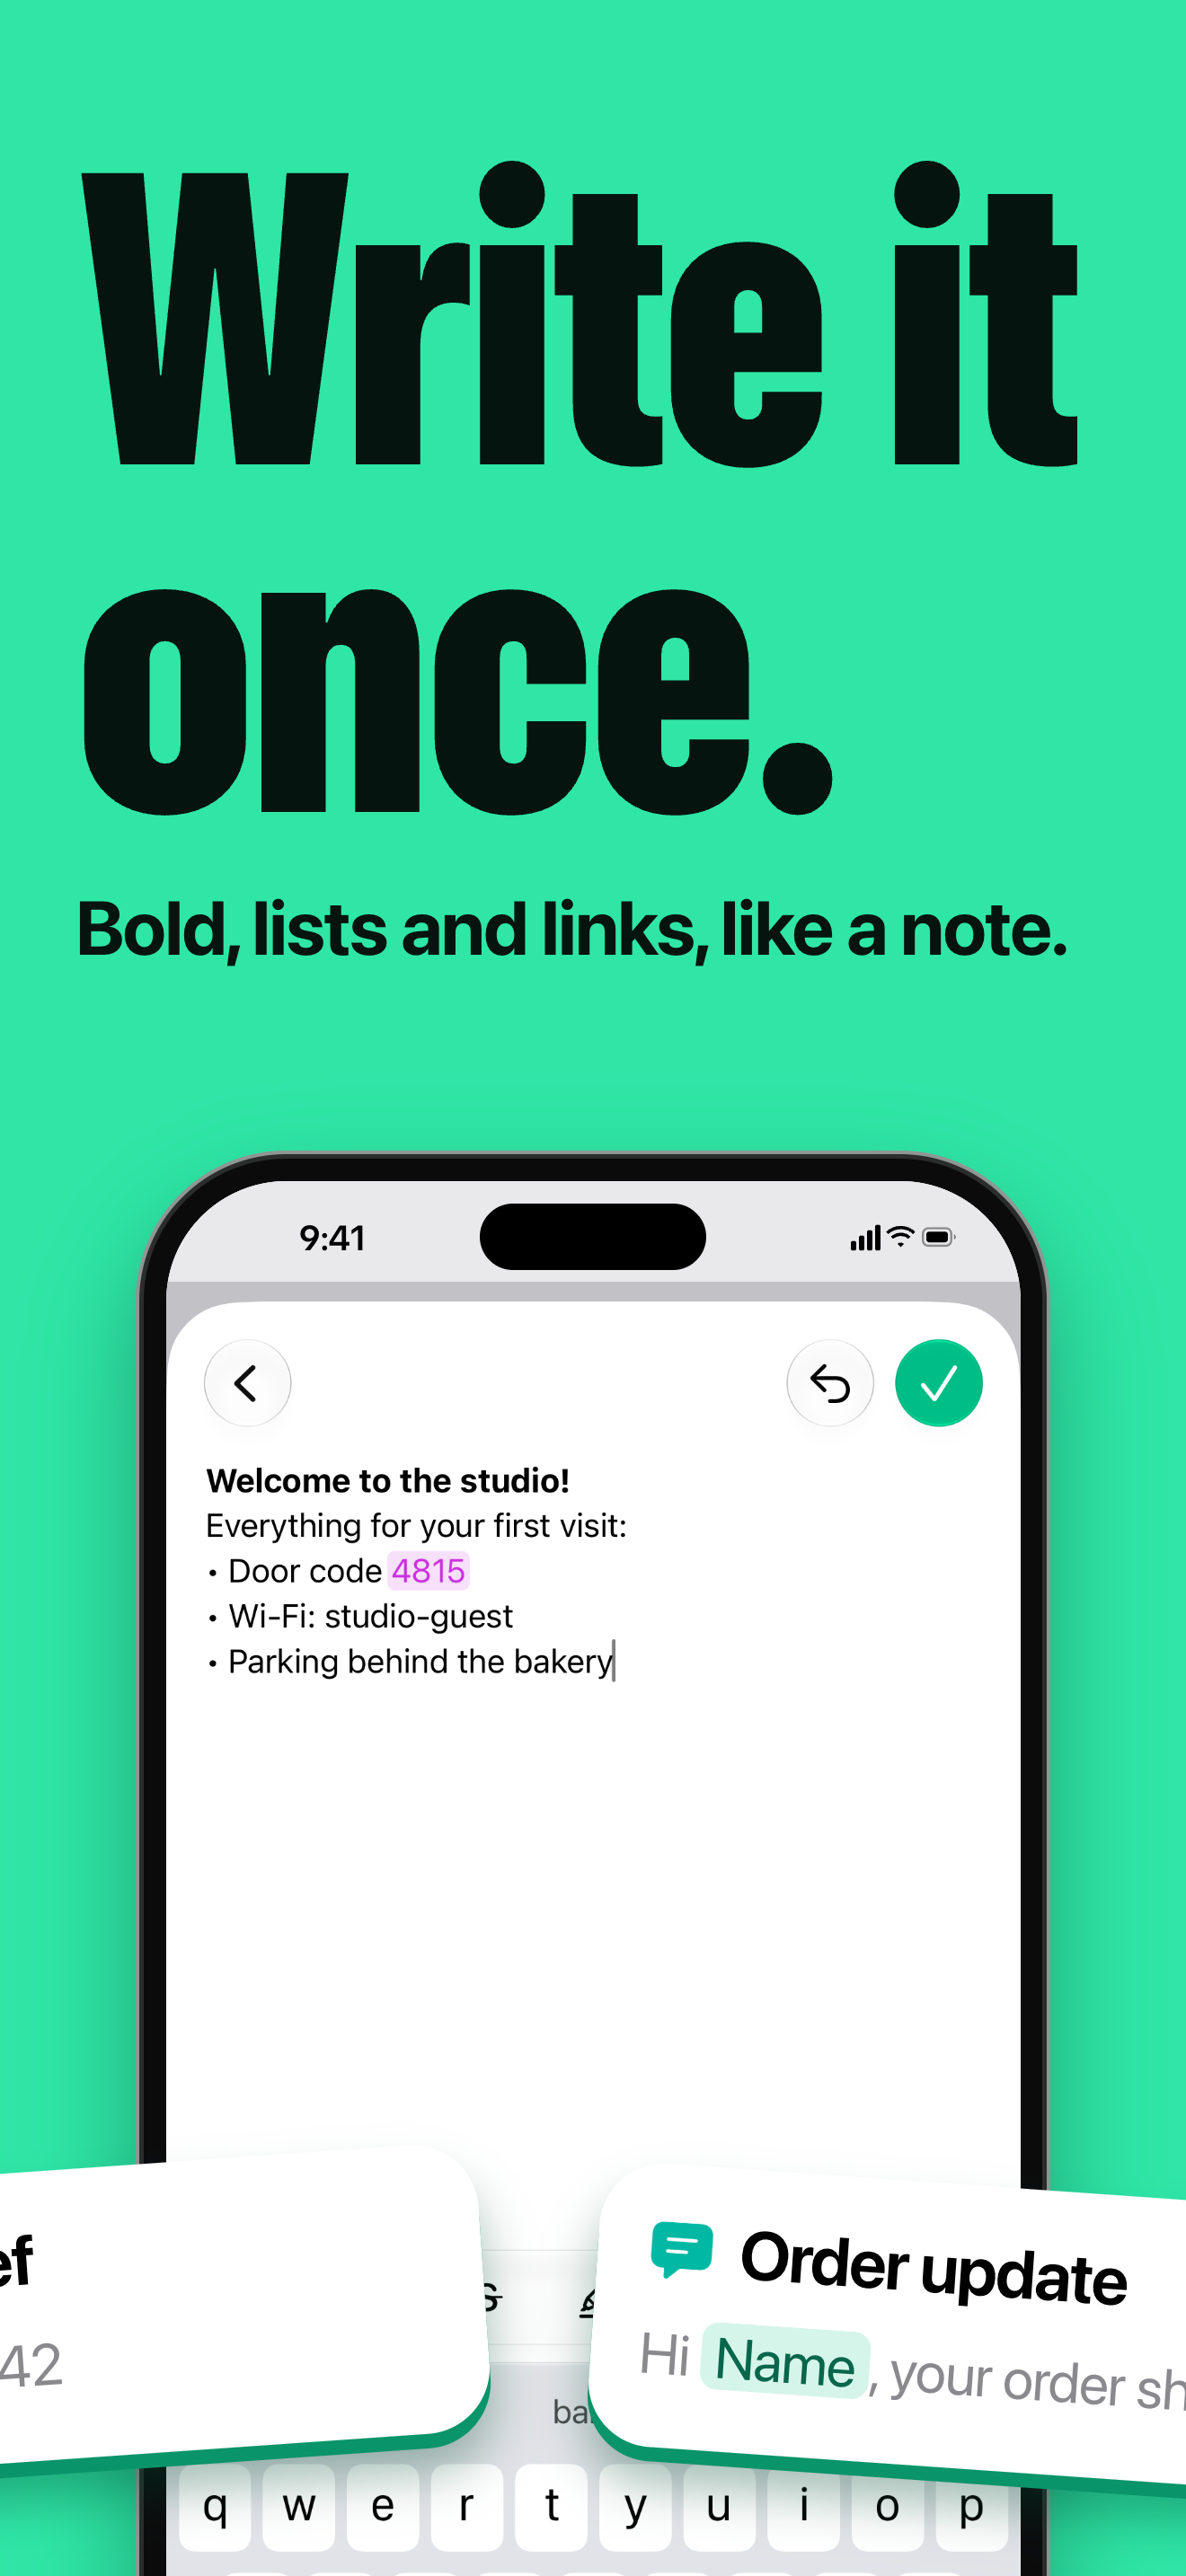 Write it
once.
Bold, lists and links, like a note.
9:41
Welcome to the studio!
Everything for your first visit:
• Door code 4815
• Wi-Fi: studio-guest
• Parking behind the bakery
ef
42
Order update
Hi Name, your order sh
S
ba
q w e r t y u i o p